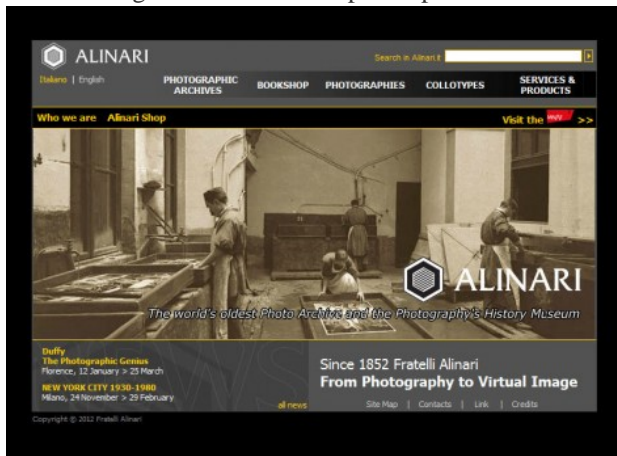 ALINARI
Search in Alinari.it
Italiano | English
PHOTOGRAPHIC ARCHIVES
BOOKSHOP
PHOTOGRAPHIES
COLLOTYPES
SERVICES & PRODUCTS
Who we are Alinari Shop
Visit the >>
ALINARI
The world's oldest Photo Archive and the Photography's History Museum
Duffy
The Photographic Genius
Florence, 12 January > 25 March
NEW YORK CITY 1930-1980
Milano, 24 November > 29 February
all news
Since 1852 Fratelli Alinari
From Photography to Virtual Image
Site Map | Contacts | Link | Credits
Copyright © 2012 Fratelli Alinari